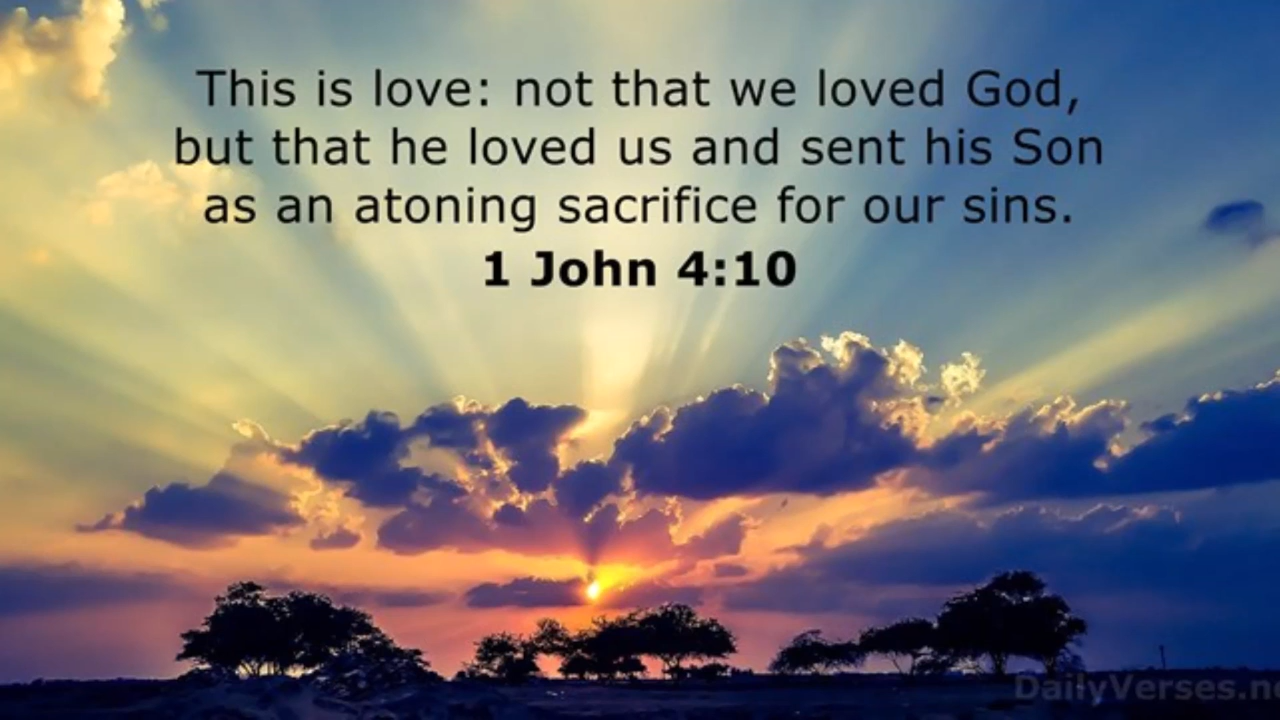 This is love: not that we loved God,
but that he loved us and sent his Son
as an atoning sacrifice for our sins.
1 John 4:10
DailyVerses.ne